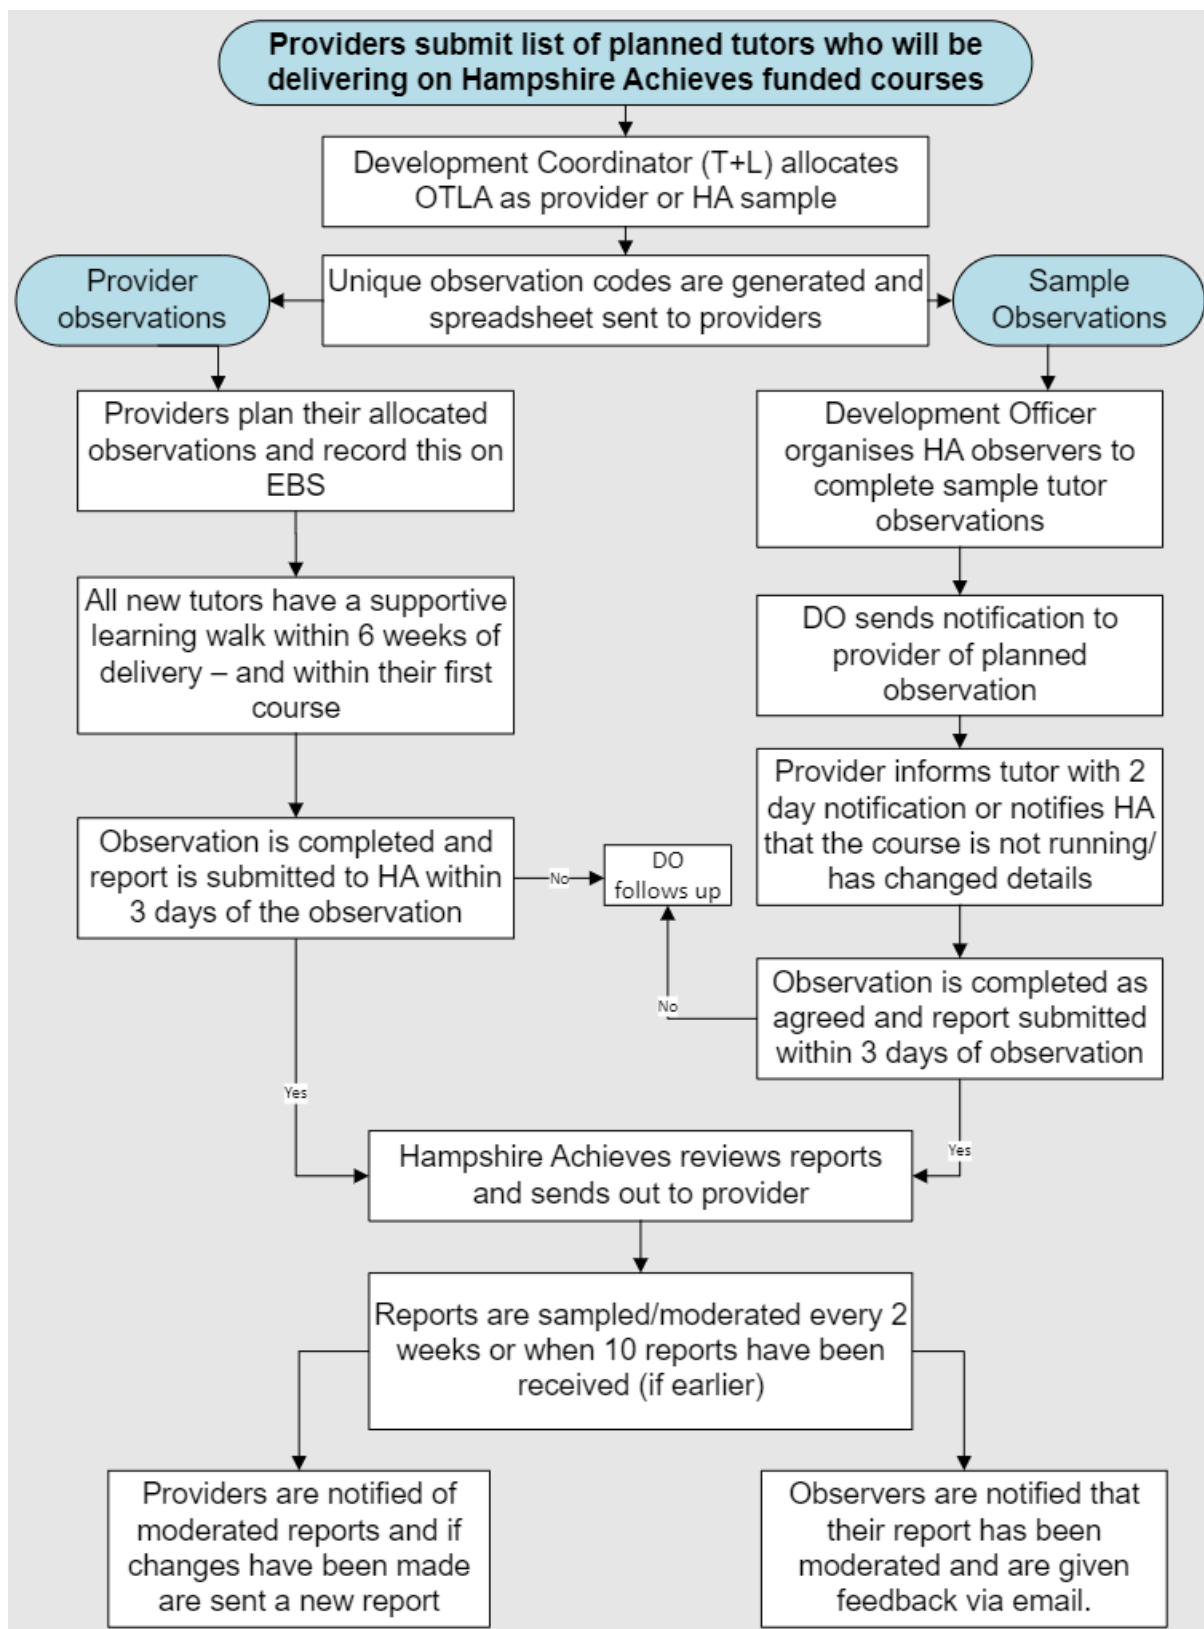 Providers submit list of planned tutors who will be
delivering on Hampshire Achieves funded courses
Development Coordinator (T+L) allocates
OTLA as provider or HA sample
Unique observation codes are generated and
spreadsheet sent to providers
Provider
observations
Sample
Observations
Providers plan their allocated
observations and record this on
EBS
All new tutors have a supportive
learning walk within 6 weeks of
delivery – and within their first
course
Observation is completed and
report is submitted to HA within
3 days of the observation
No
DO
follows up
Development Officer
organises HA observers to
complete sample tutor
observations
DO sends notification to
provider of planned
observation
Provider informs tutor with 2
day notification or notifies HA
that the course is not running/
has changed details
Observation is completed as
agreed and report submitted
within 3 days of observation
No
Yes
Yes
Hampshire Achieves reviews reports
and sends out to provider
Reports are sampled/moderated every 2
weeks or when 10 reports have been
received (if earlier)
Providers are notified of
moderated reports and if
changes have been made
are sent a new report
Observers are notified that
their report has been
moderated and are given
feedback via email.